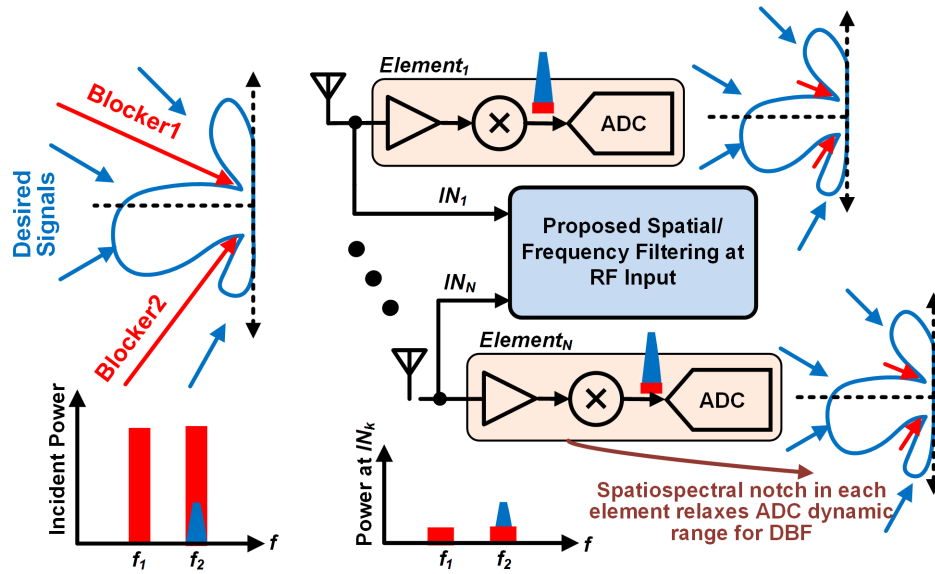 Desired
Signals
Blocker1
Blocker2
Incident Power
f1
f2
f
Element1
ADC
IN1
Proposed Spatial/
Frequency Filtering at
RF Input
INN
ElementN
ADC
Power at INk
f1
f2
f
Spatiospectral notch in each
element relaxes ADC dynamic
range for DBF